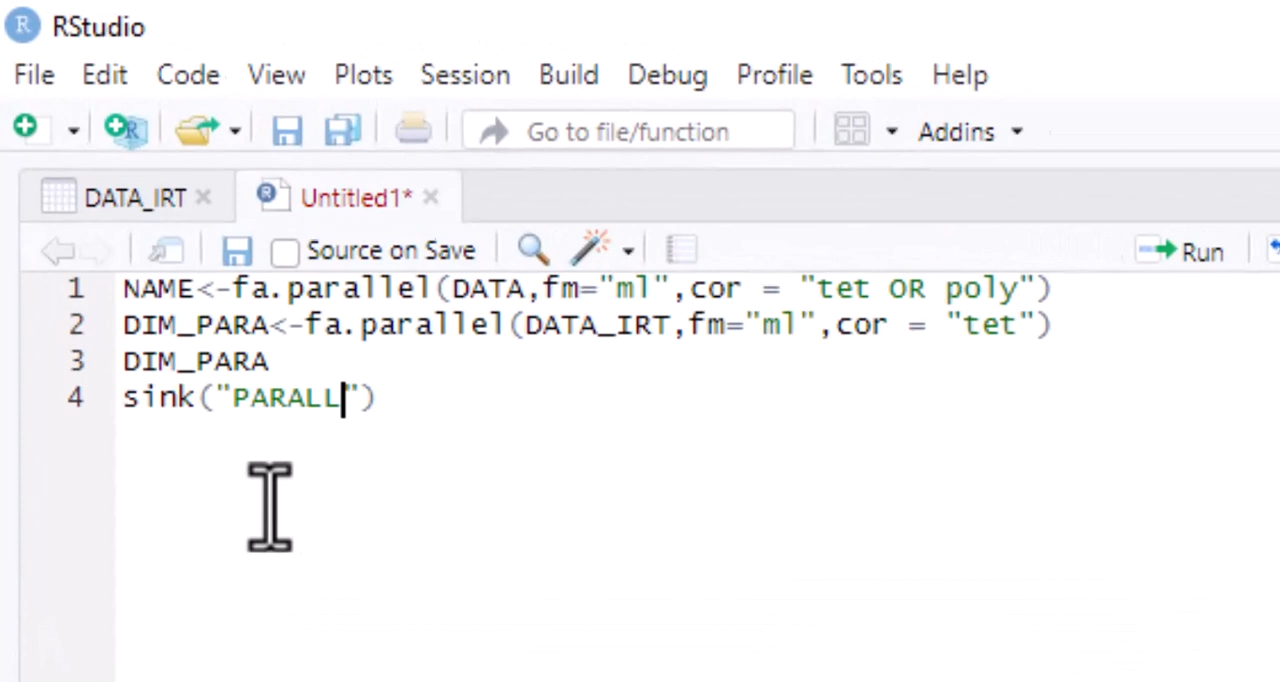 RStudio
File Edit Code View Plots Session Build Debug Profile Tools Help
Go to file/function Addins
DATA_IRT Untitled1*
Source on Save Run
1 NAME<-fa.parallel(DATA,fm="ml",cor = "tet OR poly")
2 DIM_PARA<-fa.parallel(DATA_IRT,fm="ml",cor = "tet")
3 DIM_PARA
4 sink("PARALL")